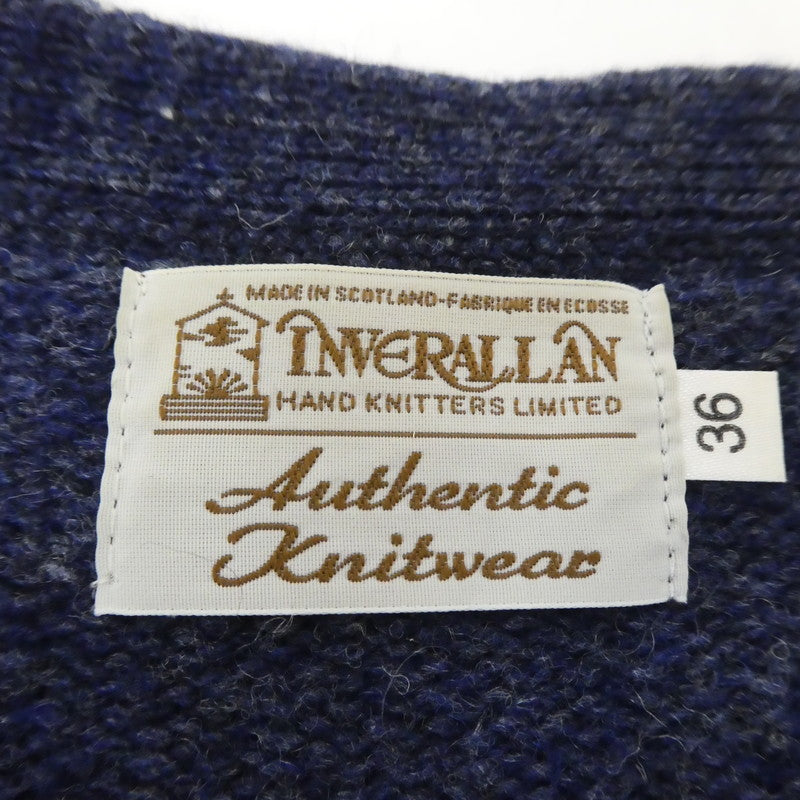 MADE IN SCOTLAND-FABRIQUE EN ECOSSE
INVERALLAN
HAND KNITTERS LIMITED
Authentic
Knitwear
36